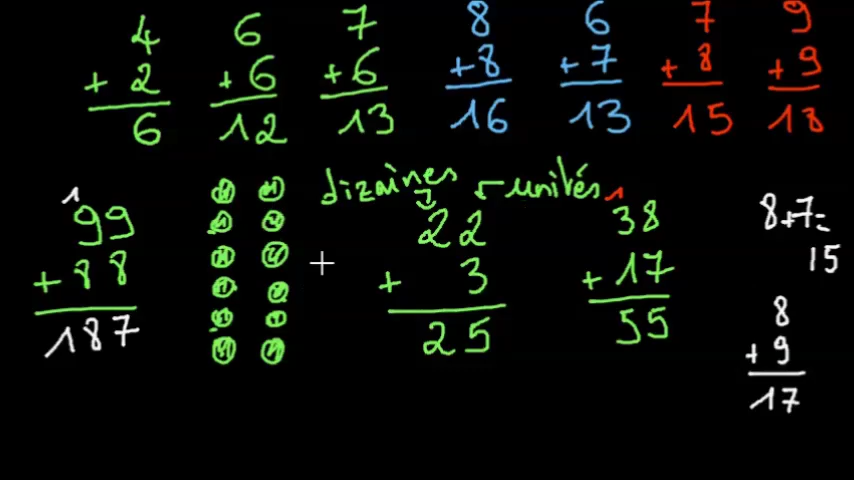 4 6 7 8 6 7 9
+ 2 + 6 + 6 + 8 + 7 + 8 + 9
6 12 13 16 13 15 18
dizaines unités
1 1
99 22 38 8+7=
15
+ 88 + 3 + 17
187 25 55
8
+ 9
17